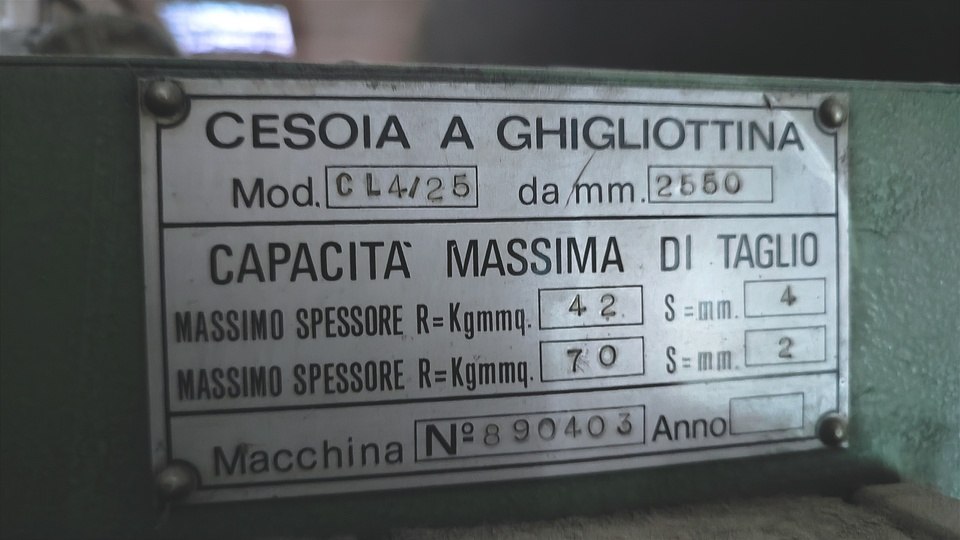 CESOIA A GHIGLIOTTINA
Mod. CL4/25 da mm. 2550
CAPACITÀ MASSIMA DI TAGLIO
MASSIMO SPESSORE R=Kgmmq. 42 S=mm. 4
MASSIMO SPESSORE R=Kgmmq. 70 S=mm. 2
Macchina Nº 890403 Anno